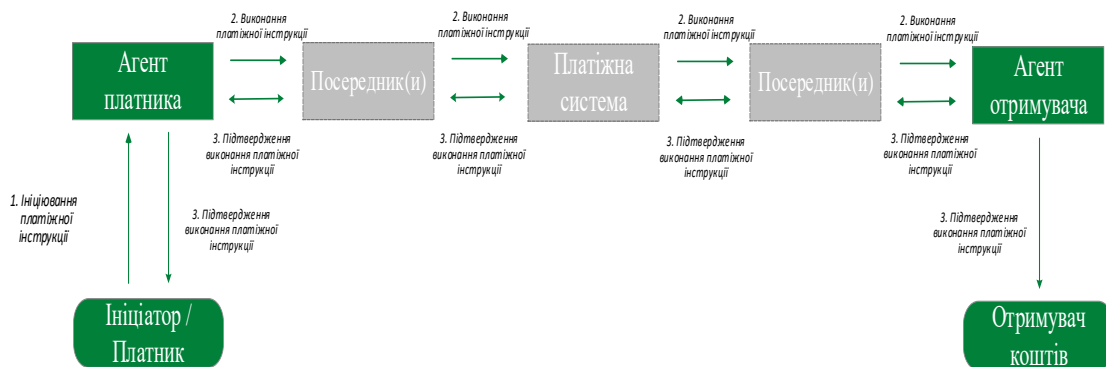 2. Виконання
платіжної інструкції
2. Виконання
платіжної інструкції
2. Виконання
платіжної інструкції
2. Виконання
платіжної інструкції
Агент
платника
Посередник(и)
Платіжна
система
Посередник(и)
Агент
отримувача
3. Підтвердження
виконання платіжної
інструкції
3. Підтвердження
виконання платіжної
інструкції
3. Підтвердження
виконання платіжної
інструкції
3. Підтвердження
виконання платіжної
інструкції
1. Ініціювання
платіжної
інструкції
3. Підтвердження
виконання платіжної
інструкції
3. Підтвердження
виконання платіжної
інструкції
Ініціатор /
Платник
Отримувач
коштів